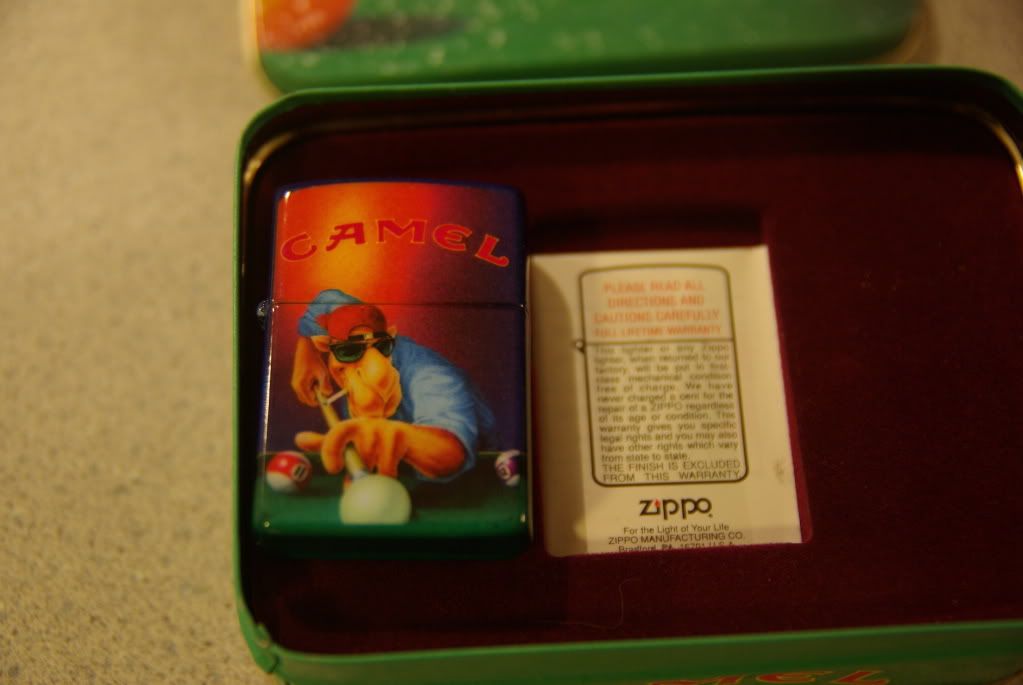 CAMEL
PLEASE READ ALL
DIRECTIONS AND
CAUTIONS CAREFULLY
FULL LIFETIME WARRANTY
This lighter or any Zippo
lighter, when returned to our
factory, will be put in first-
class mechanical condition
free of charge. We have
never charged a cent for the
repair of a ZIPPO regardless
of its age or condition. This
warranty gives you specific
legal rights and you may also
have other rights which vary
from state to state.
THE FINISH IS EXCLUDED
FROM THIS WARRANTY
zippo
For the Light of Your Life
ZIPPO MANUFACTURING CO.
Bradford, PA. 16701 U.S.A.
MEL